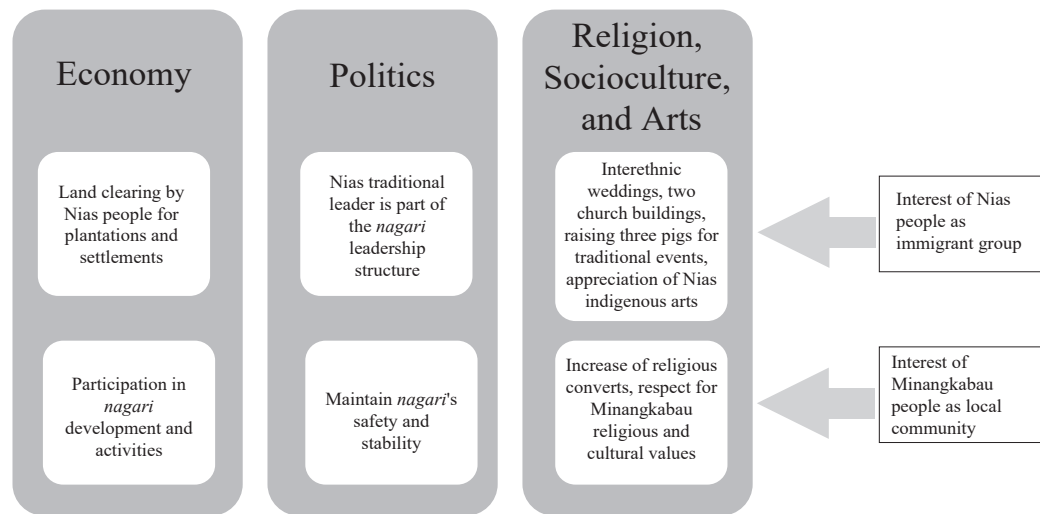 Economy
Politics
Religion,
Socioculture,
and Arts
Land clearing by
Nias people for
plantations and
settlements
Nias traditional
leader is part of
the nagari
leadership
structure
Interethnic
weddings, two
church buildings,
raising three pigs for
traditional events,
appreciation of Nias
indigenous arts
Interest of Nias
people as
immigrant group
Participation in
nagari
development and
activities
Maintain nagari's
safety and
stability
Increase of religious
converts, respect for
Minangkabau
religious and
cultural values
Interest of
Minangkabau
people as local
community